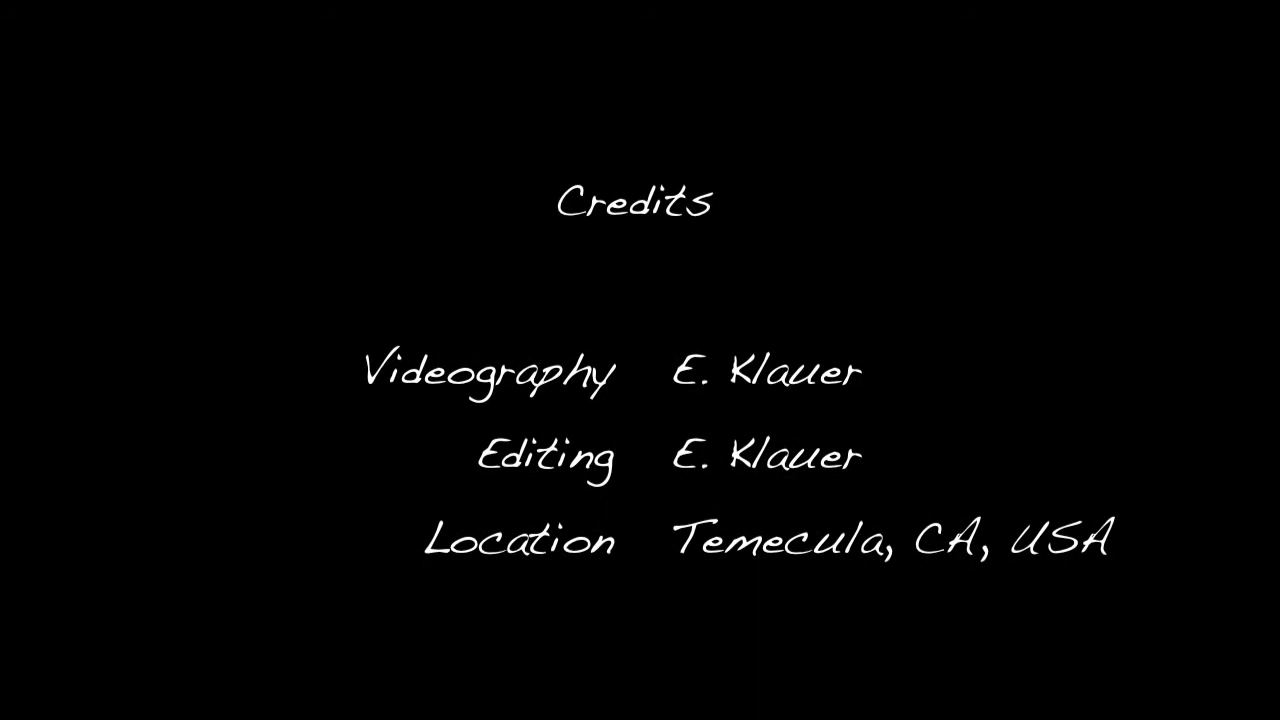 Credits
Videography E. Klauer
Editing E. Klauer
Location Temecula, CA, USA